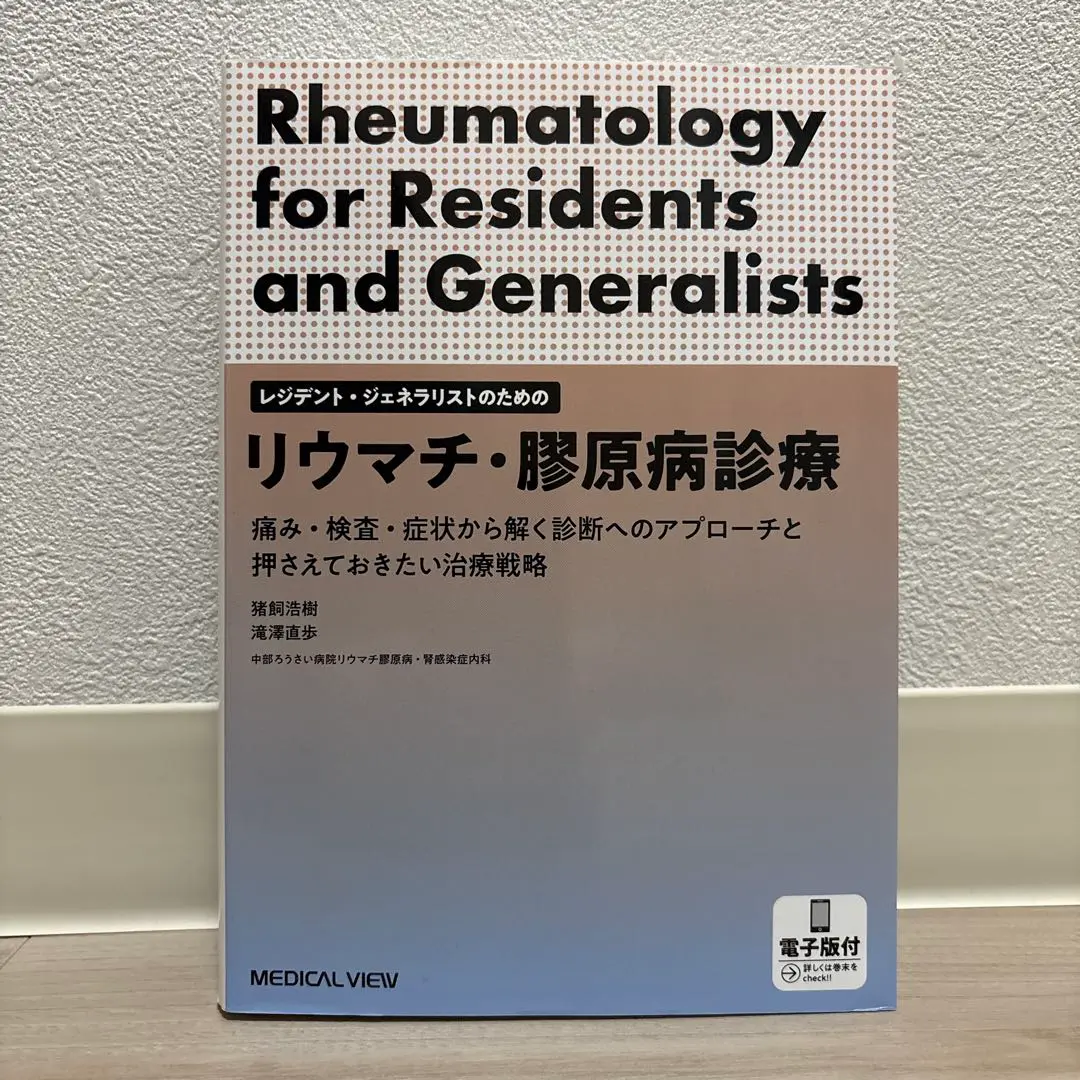 Rheumatology
for Residents
and Generalists
レジデント・ジェネラリストのための
リウマチ・膠原病診療
痛み・検査・症状から解く診断へのアプローチと
押さえておきたい治療戦略
猪飼浩樹
滝澤直歩
中部ろうさい病院リウマチ膠原病・腎感染症内科
電子版付
詳しくは巻末を
check!!
MEDICAL VIEW